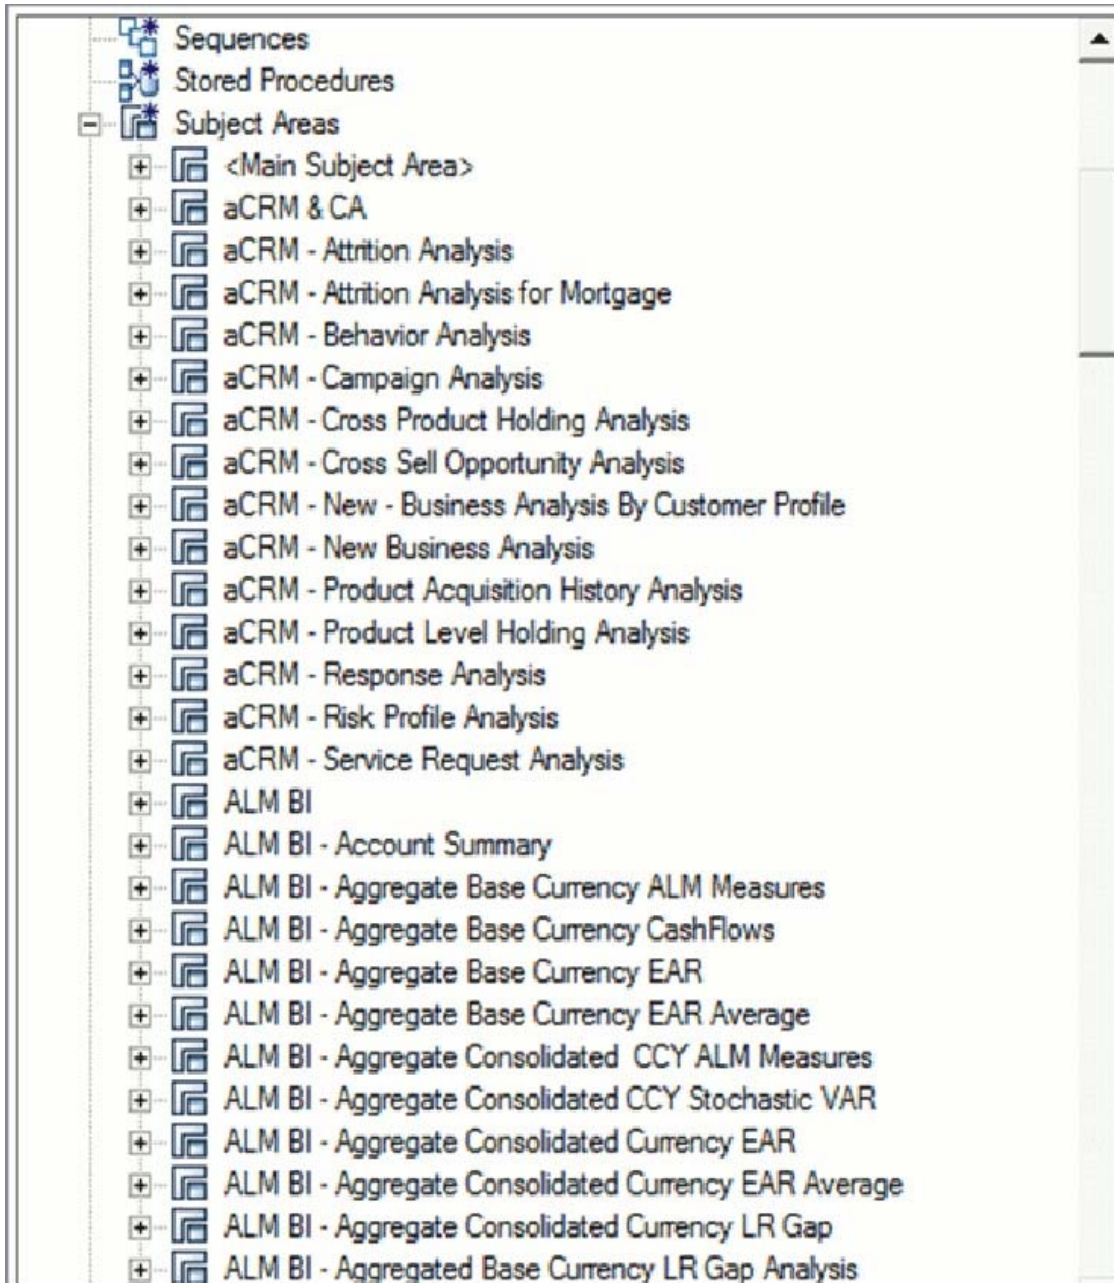 Sequences
Stored Procedures
Subject Areas
<Main Subject Area>
aCRM & CA
aCRM - Attrition Analysis
aCRM - Attrition Analysis for Mortgage
aCRM - Behavior Analysis
aCRM - Campaign Analysis
aCRM - Cross Product Holding Analysis
aCRM - Cross Sell Opportunity Analysis
aCRM - New - Business Analysis By Customer Profile
aCRM - New Business Analysis
aCRM - Product Acquisition History Analysis
aCRM - Product Level Holding Analysis
aCRM - Response Analysis
aCRM - Risk Profile Analysis
aCRM - Service Request Analysis
ALM BI
ALM BI - Account Summary
ALM BI - Aggregate Base Currency ALM Measures
ALM BI - Aggregate Base Currency CashFlows
ALM BI - Aggregate Base Currency EAR
ALM BI - Aggregate Base Currency EAR Average
ALM BI - Aggregate Consolidated  CCY ALM Measures
ALM BI - Aggregate Consolidated CCY Stochastic VAR
ALM BI - Aggregate Consolidated Currency EAR
ALM BI - Aggregate Consolidated Currency EAR Average
ALM BI - Aggregate Consolidated Currency LR Gap
ALM BI - Aggregated Base Currency LR Gap Analysis